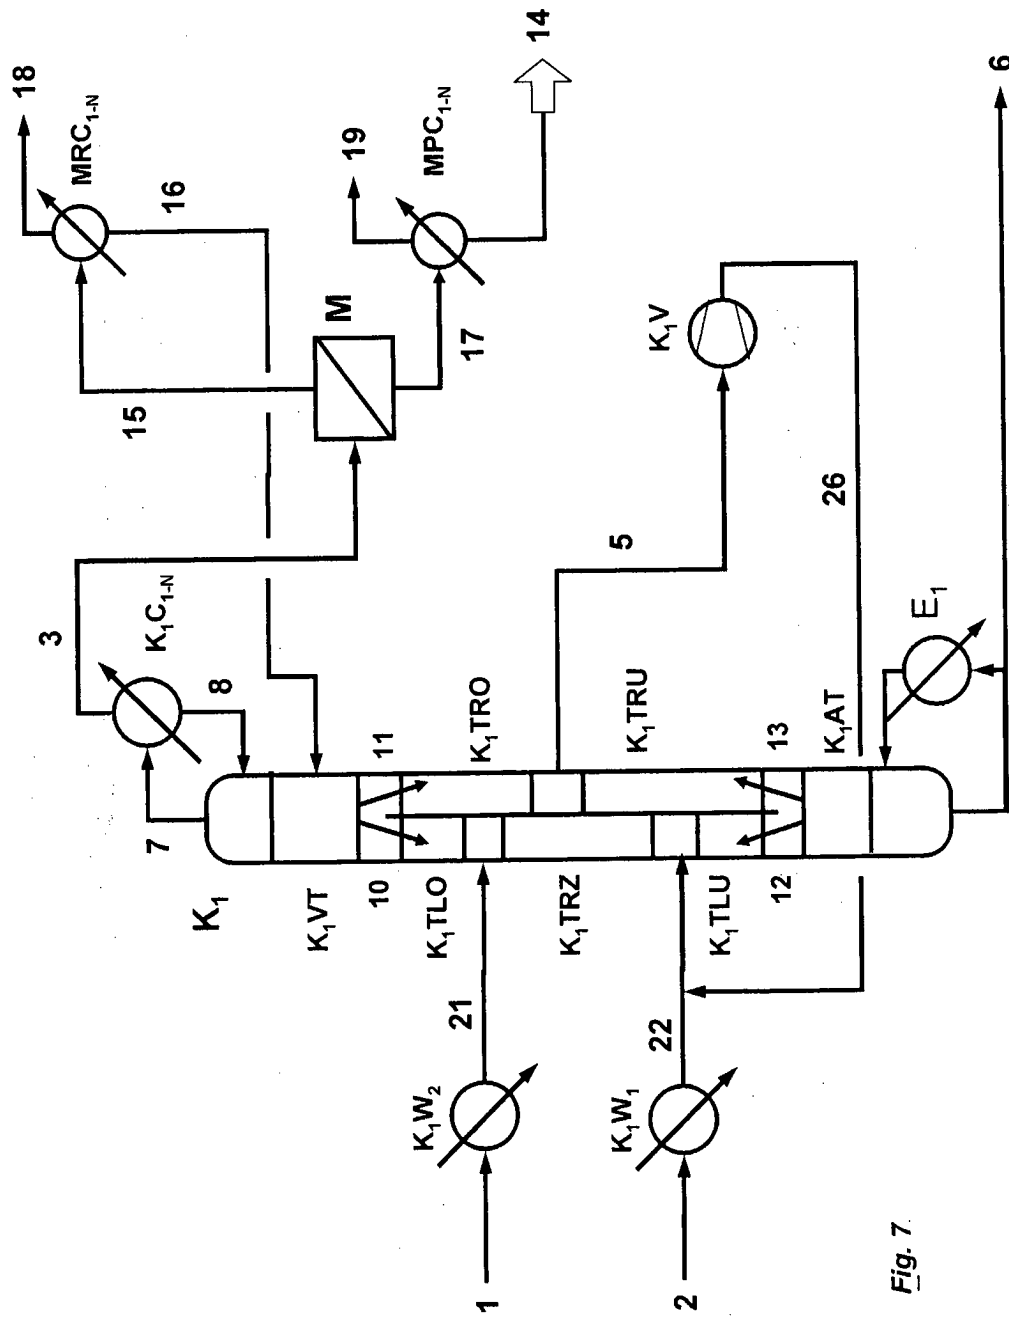 18
MRC1-N
16
15
14
19
MPC1-N
17
M
3
K1C1-N
8
7
K1
K1VT
10
11
K1TLO
K1TRO
K1TRZ
5
K1V
26
K1TRU
K1TLU
12
13
K1AT
E1
6
21
K1W2
1
22
K1W1
2
Fig. 7